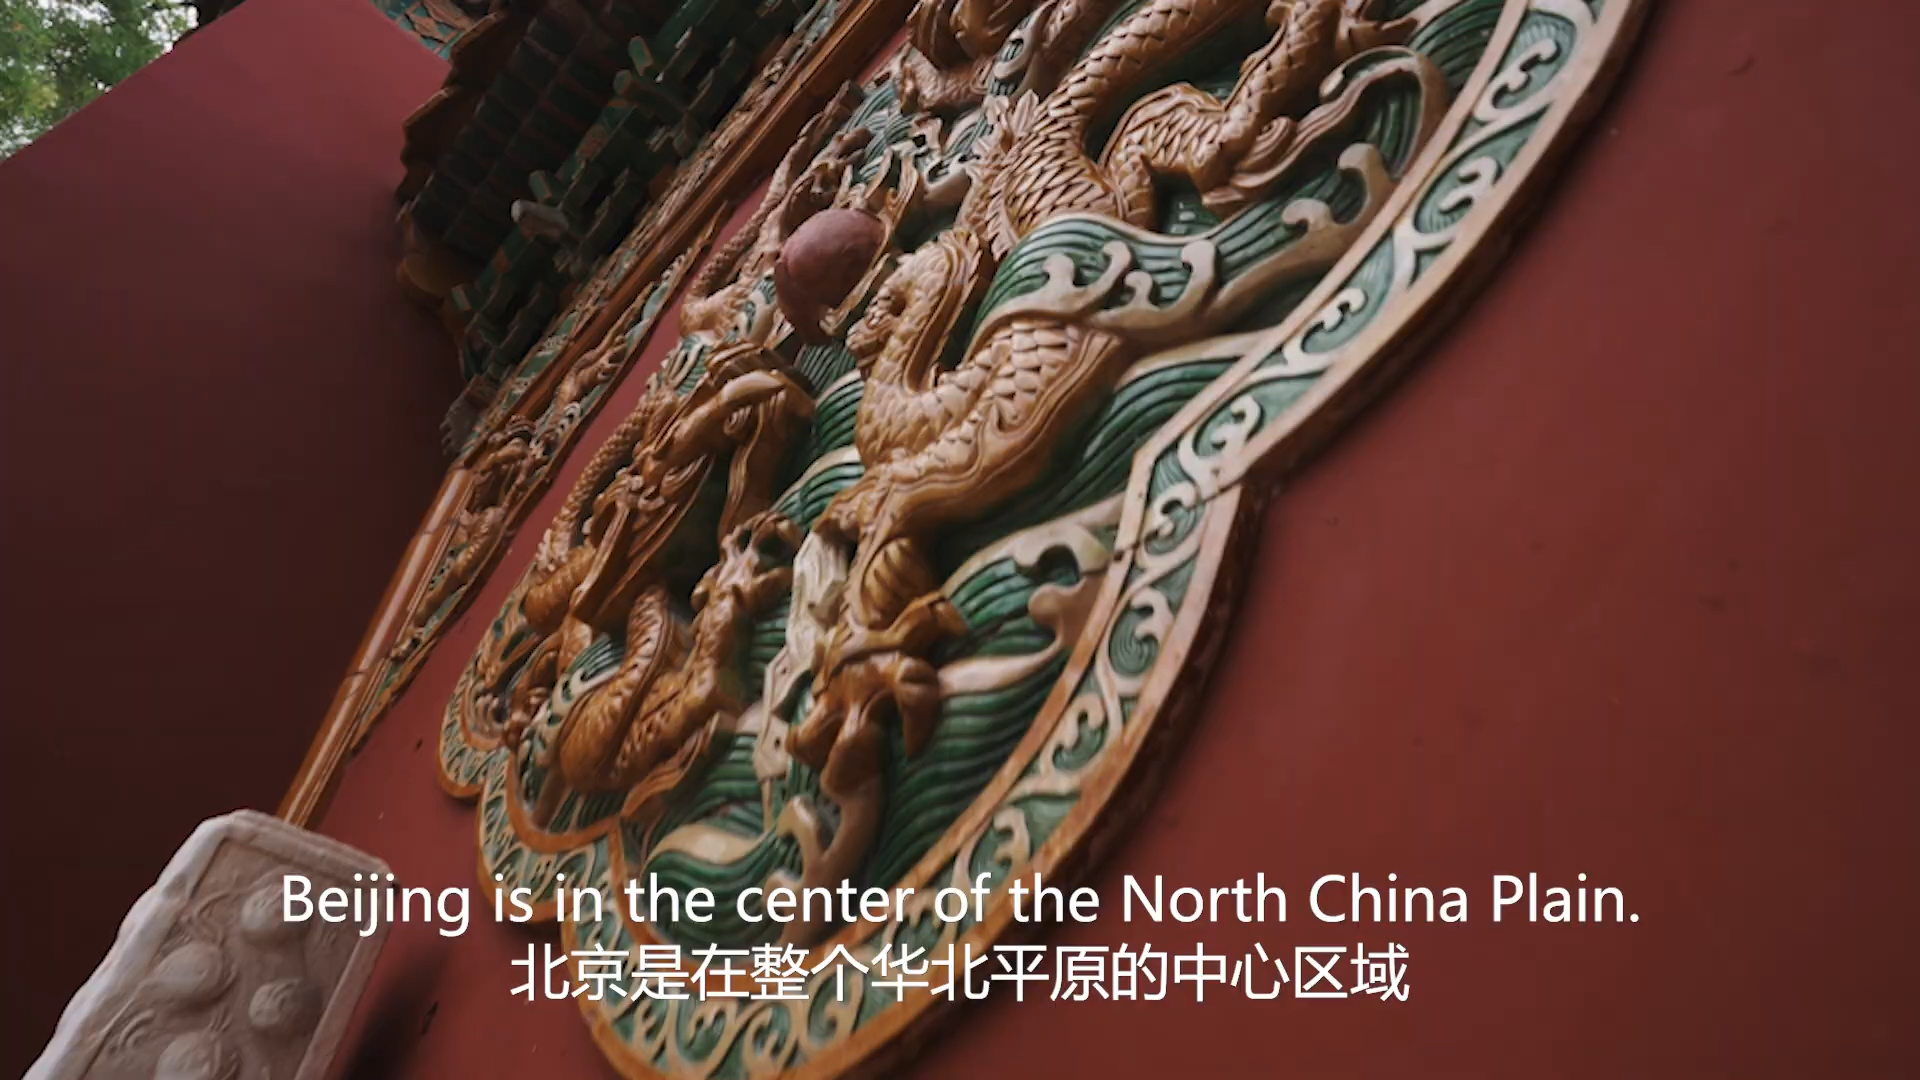 Beijing is in the center of the North China Plain.
北京是在整个华北平原的中心区域